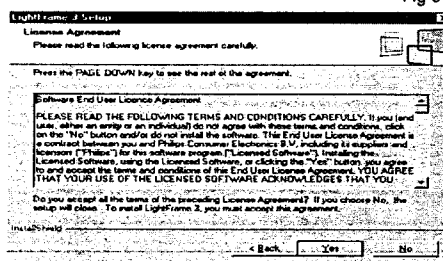 Fig 3
LightFrame 3 Setup
License Agreement
Please read the following license agreement carefully.
Press the PAGE DOWN key to see the rest of the agreement.
Software End User Licence Agreement
PLEASE READ THE FOLLOWING TERMS AND CONDITIONS CAREFULLY. If you (end
user, either an entity or an individual) do not agree with these terms and conditions, click
on the "No" button and/or do not install the software. This End User Licence Agreement is
a contract between you and Philips Consumer Electronics B.V. including its suppliers and
licensors ("Philips") for this software program ("Licensed Software"). Installing the
Licensed Software, using the Licensed Software, or clicking the "Yes" button, you agree
to and accept the terms and conditions of this End User Licence Agreement. YOU AGREE
THAT YOUR USE OF THE LICENSED SOFTWARE ACKNOWLEDGES THAT YOU
Do you accept all the terms of the preceding License Agreement? If you choose No, the
setup will close. To install LightFrame 3, you must accept this agreement.
InstallShield
< Back Yes No